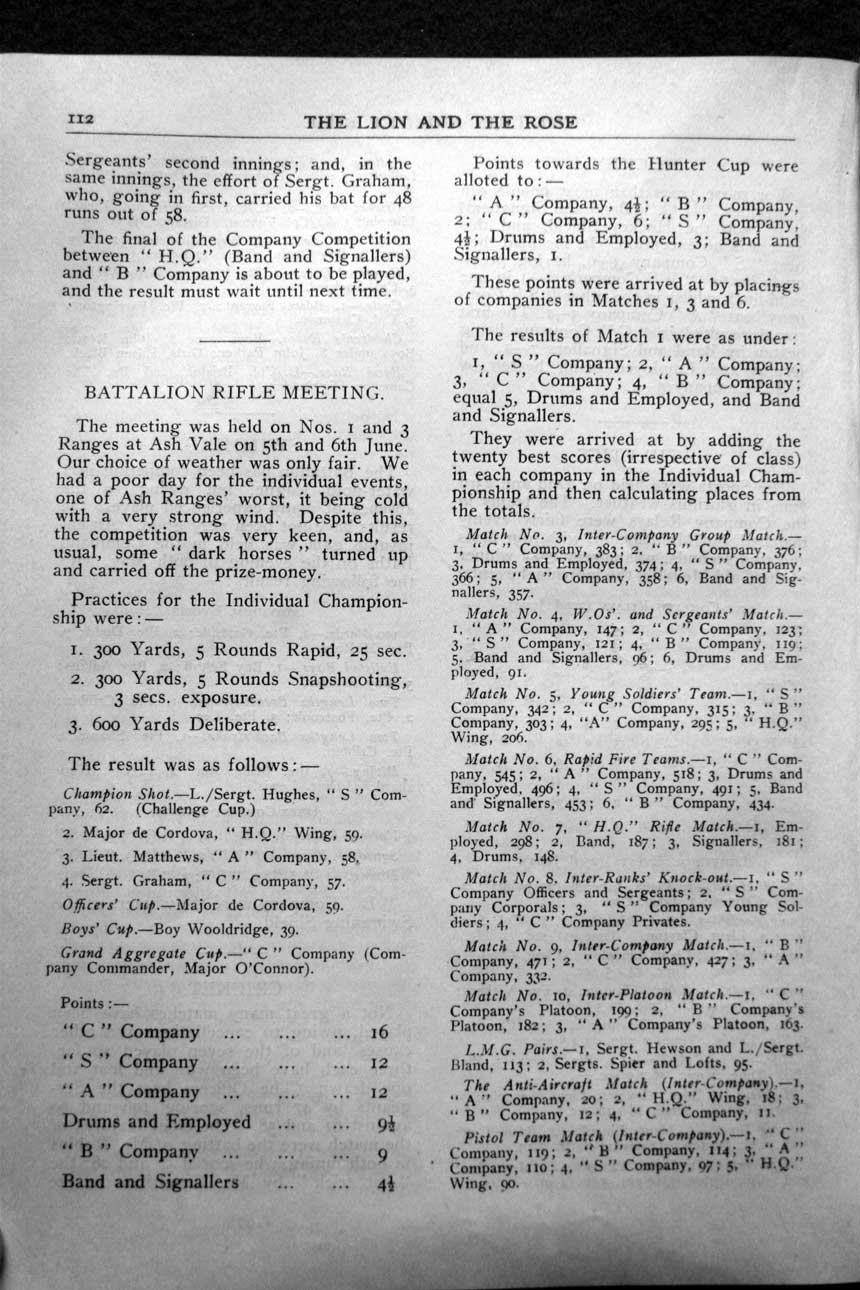 112 THE LION AND THE ROSE
Sergeants' second innings; and, in the
same innings, the effort of Sergt. Graham,
who, going in first, carried his bat for 48
runs out of 58.
The final of the Company Competition
between " H.Q." (Band and Signallers)
and " B " Company is about to be played,
and the result must wait until next time.
BATTALION RIFLE MEETING.
The meeting was held on Nos. 1 and 3
Ranges at Ash Vale on 5th and 6th June.
Our choice of weather was only fair. We
had a poor day for the individual events,
one of Ash Ranges' worst, it being cold
with a very strong wind. Despite this,
the competition was very keen, and, as
usual, some " dark horses " turned up
and carried off the prize-money.
Practices for the Individual Champion-
ship were : —
1. 300 Yards, 5 Rounds Rapid, 25 sec.
2. 300 Yards, 5 Rounds Snapshooting,
3 secs. exposure.
3. 600 Yards Deliberate.
The result was as follows : —
Champion Shot.—L./Sergt. Hughes, " S " Com-
pany, 62. (Challenge Cup.)
2. Major de Cordova, " H.Q." Wing, 59.
3. Lieut. Matthews, " A " Company, 58.
4. Sergt. Graham, " C " Company, 57.
Officers' Cup.—Major de Cordova, 59.
Boys' Cup.—Boy Wooldridge, 39.
Grand Aggregate Cup.—" C " Company (Com-
pany Commander, Major O'Connor).
Points :—
" C " Company ... ... ... 16
" S " Company ... ... ... 12
" A " Company ... ... ... 12
Drums and Employed ... ... 9½
" B " Company ... ... ... 9
Band and Signallers ... ... 4½
Points towards the Hunter Cup were
alloted to : —
" A " Company, 4½; " B " Company,
2; " C " Company, 6; " S " Company,
4½; Drums and Employed, 3; Band and
Signallers, 1.
These points were arrived at by placings
of companies in Matches 1, 3 and 6.
The results of Match 1 were as under :
1, " S " Company; 2, " A " Company;
3, " C " Company; 4, " B " Company;
equal 5, Drums and Employed, and Band
and Signallers.
They were arrived at by adding the
twenty best scores (irrespective of class)
in each company in the Individual Cham-
pionship and then calculating places from
the totals.
Match No. 3, Inter-Company Group Match.—
1, " C " Company, 383; 2, " B " Company, 376;
3, Drums and Employed, 374; 4, " S " Company,
366; 5, " A " Company, 358; 6, Band and Sig-
nallers, 357.
Match No. 4, W.Os'. and Sergeants' Match.—
1, " A " Company, 147; 2, " C " Company, 123;
3, " S " Company, 121; 4, " B " Company, 119;
5, Band and Signallers, 96; 6, Drums and Em-
ployed, 91.
Match No. 5, Young Soldiers' Team.—1, " S "
Company, 342; 2, " C " Company, 315; 3, " B "
Company, 303; 4, "A" Company, 295; 5, " H.Q."
Wing, 206.
Match No. 6, Rapid Fire Teams.—1, " C " Com-
pany, 545; 2, " A " Company, 518; 3, Drums and
Employed, 496; 4, " S " Company, 491; 5, Band
and Signallers, 453; 6, " B " Company, 434.
Match No. 7, " H.Q." Rifle Match.—1, Em-
ployed, 298; 2, Band, 187; 3, Signallers, 181;
4, Drums, 148.
Match No. 8, Inter-Ranks' Knock-out.—1, " S "
Company Officers and Sergeants; 2, " S " Com-
pany Corporals; 3, " S " Company Young Sol-
diers; 4, " C " Company Privates.
Match No. 9, Inter-Company Match.—1, " B "
Company, 471; 2, " C " Company, 427; 3, " A "
Company, 332.
Match No. 10, Inter-Platoon Match.—1, " C "
Company's Platoon, 199; 2, " B " Company's
Platoon, 182; 3, " A " Company's Platoon, 163.
L.M.G. Pairs.—1, Sergt. Hewson and L./Sergt.
Bland, 113; 2, Sergts. Spier and Lofts, 95.
The Anti-Aircraft Match (Inter-Company).—1,
" A " Company, 20; 2, " H.Q." Wing, 18; 3,
" B " Company, 12; 4, " C " Company, 11.
Pistol Team Match (Inter-Company).—1, " C "
Company, 119; 2, " B " Company, 114; 3, " A "
Company, 110; 4, " S " Company, 97; 5, " H.Q."
Wing, 90.